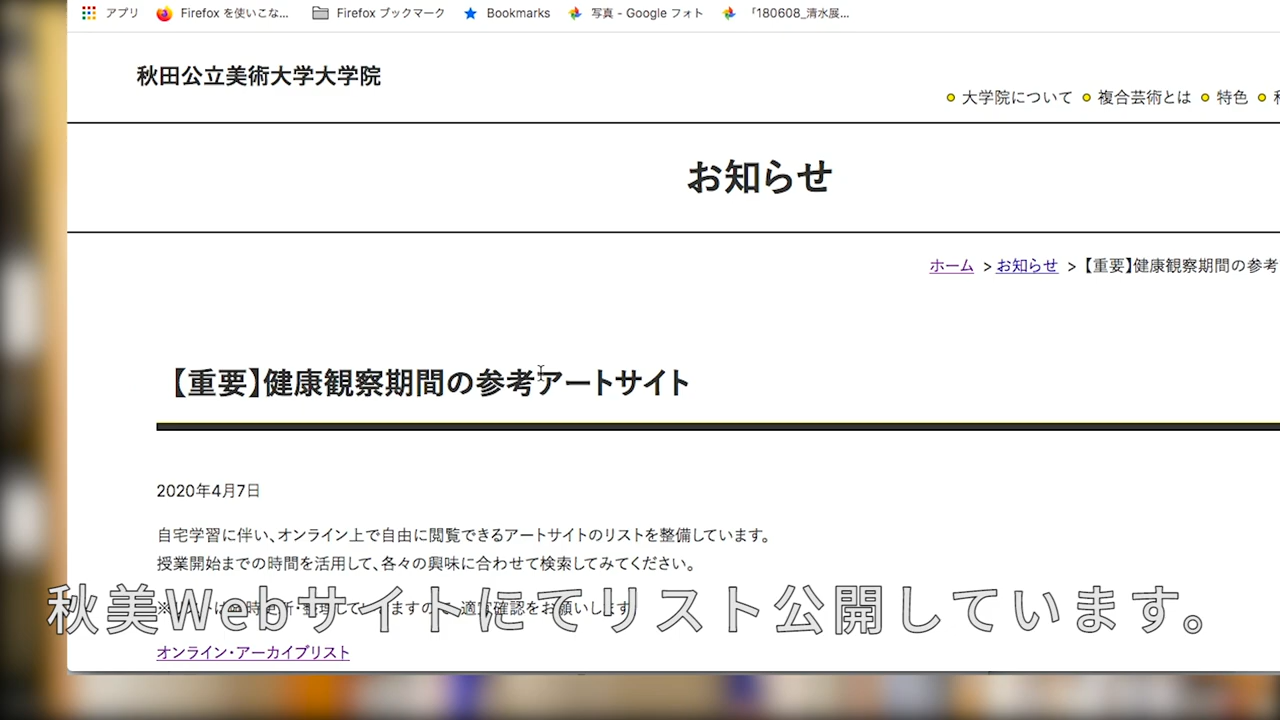 アプリ Firefox を使いこな... Firefox ブックマーク Bookmarks 写真 - Google フォト 「180608_清水展...
秋田公立美術大学大学院
大学院について 複合芸術とは 特色
お知らせ
ホーム > お知らせ > 【重要】健康観察期間の参考
【重要】健康観察期間の参考アートサイト
2020年4月7日
自宅学習に伴い、オンライン上で自由に閲覧できるアートサイトのリストを整備しています。
授業開始までの時間を活用して、各々の興味に合わせて検索してみてください。
秋美Webサイトにてリスト公開しています。
オンライン・アーカイブリスト